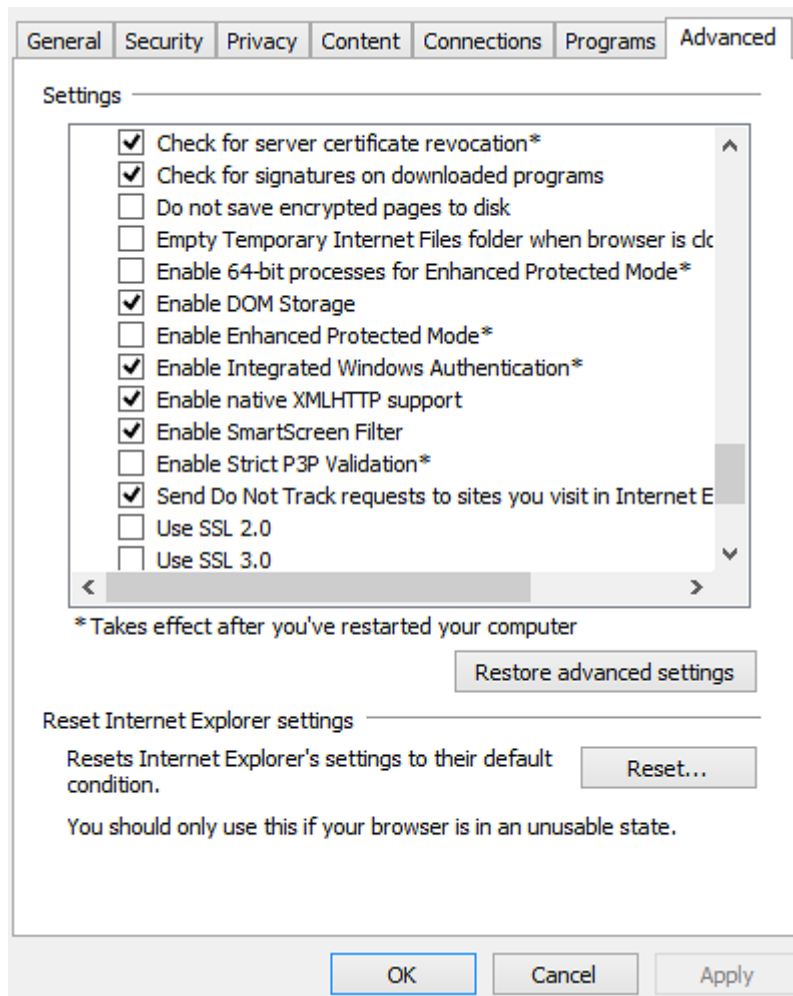 General Security Privacy Content Connections Programs Advanced
Settings
Check for server certificate revocation*
Check for signatures on downloaded programs
Do not save encrypted pages to disk
Empty Temporary Internet Files folder when browser is clo
Enable 64-bit processes for Enhanced Protected Mode*
Enable DOM Storage
Enable Enhanced Protected Mode*
Enable Integrated Windows Authentication*
Enable native XMLHTTP support
Enable SmartScreen Filter
Enable Strict P3P Validation*
Send Do Not Track requests to sites you visit in Internet E
Use SSL 2.0
Use SSL 3.0
*Takes effect after you've restarted your computer
Restore advanced settings
Reset Internet Explorer settings
Resets Internet Explorer's settings to their default
condition.
Reset...
You should only use this if your browser is in an unusable state.
OK Cancel Apply